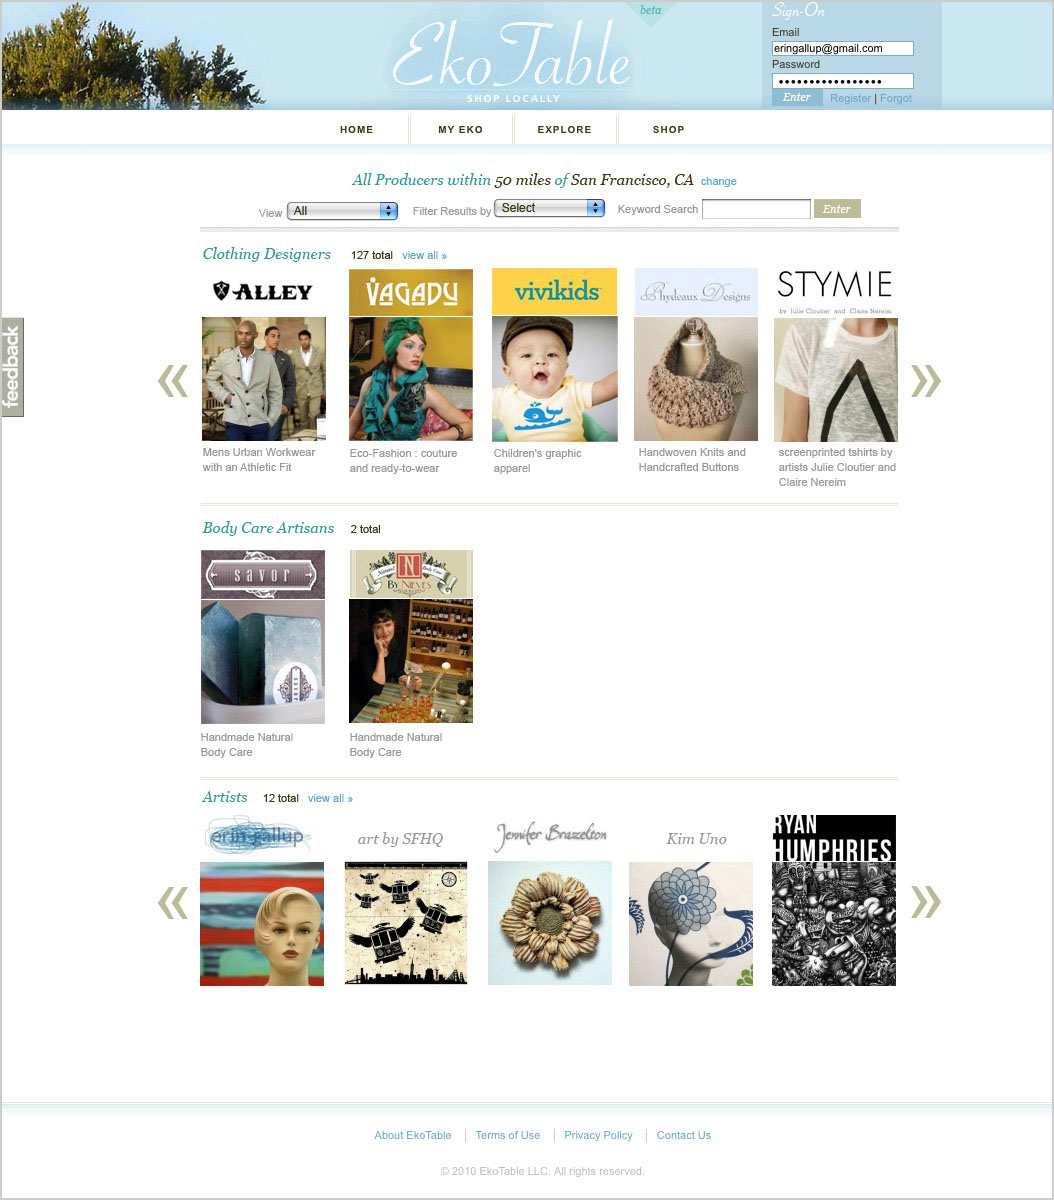 beta
EkoTable
SHOP LOCALLY
Sign-On
Email
eringallup@gmail.com
Password
•••••••••••••••••
Enter Register | Forgot
HOME MY EKO EXPLORE SHOP
All Producers within 50 miles of San Francisco, CA change
View All Filter Results by Select Keyword Search Enter
Clothing Designers 127 total view all »
ALLEY VAGADU vivikids Phydeaux Designs STYMIE
by Julie Cloutier and Claire Nereim
feedback
Mens Urban Workwear
with an Athletic Fit
Eco-Fashion : couture
and ready-to-wear
Children's graphic
apparel
Handwoven Knits and
Handcrafted Buttons
screenprinted tshirts by
artists Julie Cloutier and
Claire Nereim
Body Care Artisans 2 total
savor
N
Natural Body Care
BY NIEVES
SAVOR
Handmade Natural
Body Care
Handmade Natural
Body Care
Artists 12 total view all »
erin gallup art by SFHQ Jennifer Brazelton Kim Uno RYAN
HUMPHRIES
About EkoTable Terms of Use Privacy Policy Contact Us
© 2010 EkoTable LLC. All rights reserved.